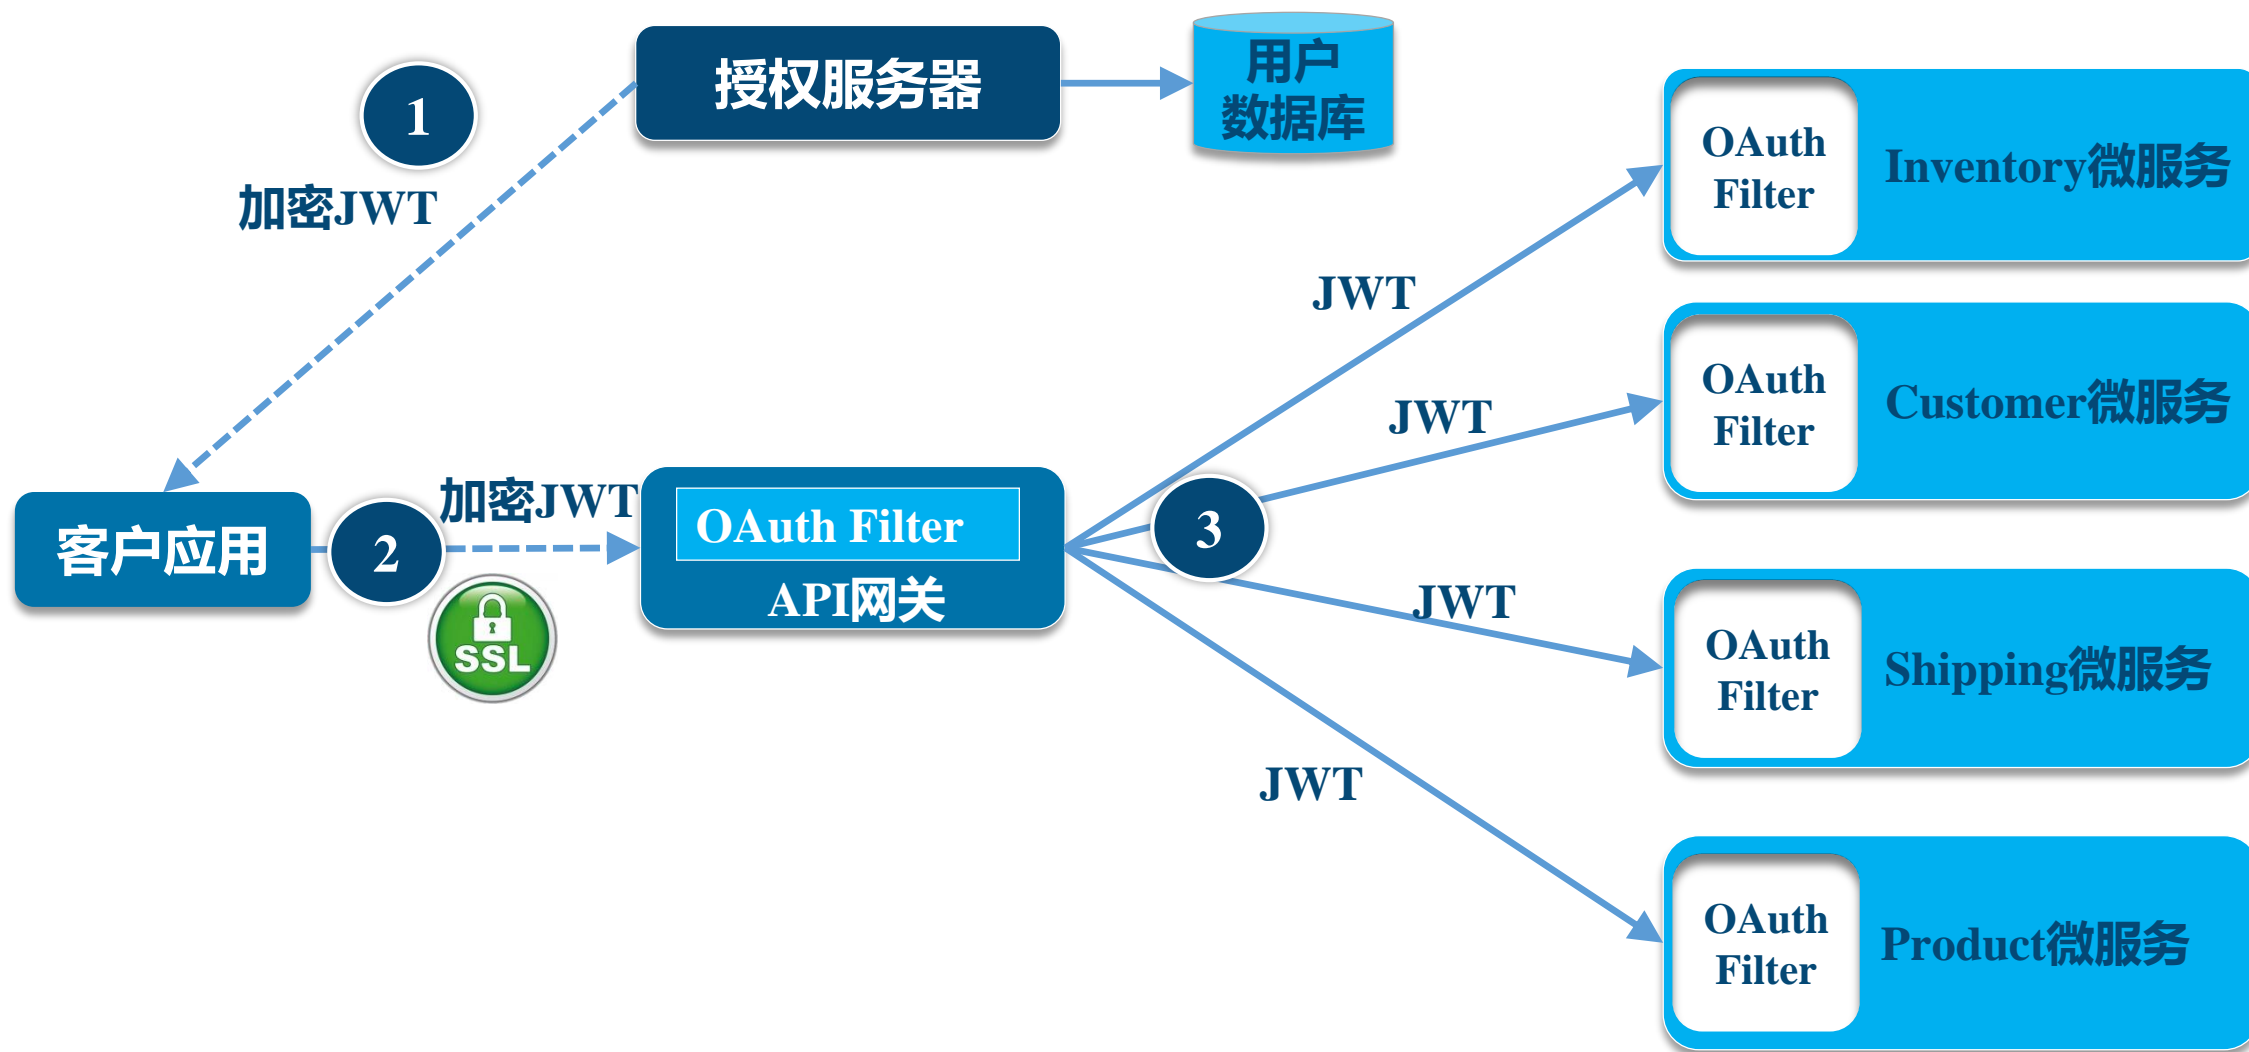 授权服务器
用户
数据库
1
加密JWT
OAuth
Filter
Inventory微服务
JWT
OAuth
Filter
Customer微服务
JWT
客户应用
2
加密JWT
SSL
OAuth Filter
API网关
3
JWT
OAuth
Filter
Shipping微服务
JWT
OAuth
Filter
Product微服务